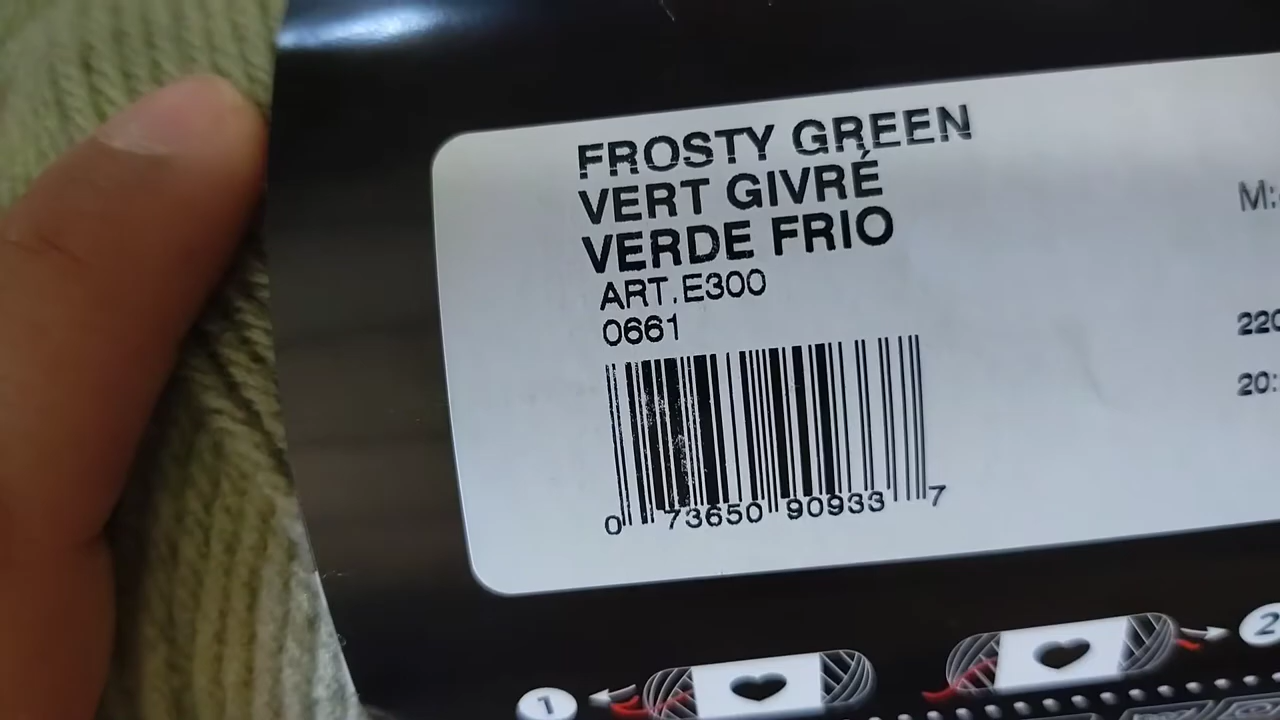 FROSTY GREEN
VERT GIVRÉ
VERDE FRIO
ART.E300
0661
0 73650 90933 7
M:
220
20:
1
2